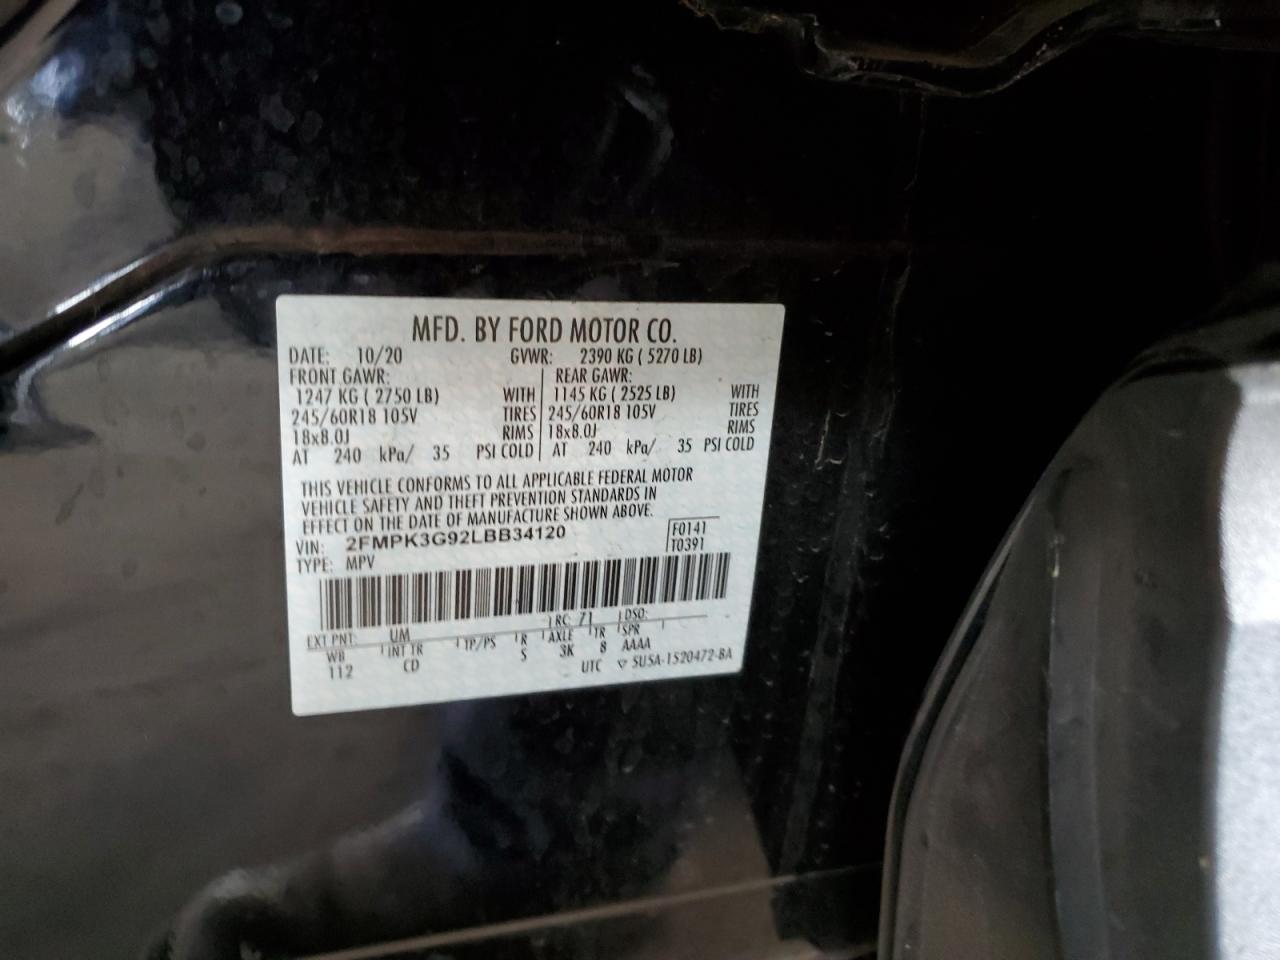 MFD. BY FORD MOTOR CO.
DATE: 10/20 GVWR: 2390 KG ( 5270 LB)
FRONT GAWR: REAR GAWR:
1247 KG ( 2750 LB) WITH 1145 KG ( 2525 LB) WITH
245/60R18 105V TIRES 245/60R18 105V TIRES
18x8.0J RIMS 18x8.0J RIMS
AT 240 kPa/ 35 PSI COLD AT 240 kPa/ 35 PSI COLD
THIS VEHICLE CONFORMS TO ALL APPLICABLE FEDERAL MOTOR
VEHICLE SAFETY AND THEFT PREVENTION STANDARDS IN
EFFECT ON THE DATE OF MANUFACTURE SHOWN ABOVE.
VIN: 2FMPK3G92LBB34120 F0141
TYPE: MPV T0391
EXT PNT: UM RC: 71 DSO:
WB INT TR TP/PS R AXLE TR SPR
112 CD 5 3K 8 AAAA
UTC ▽ SU5A-1520472-BA